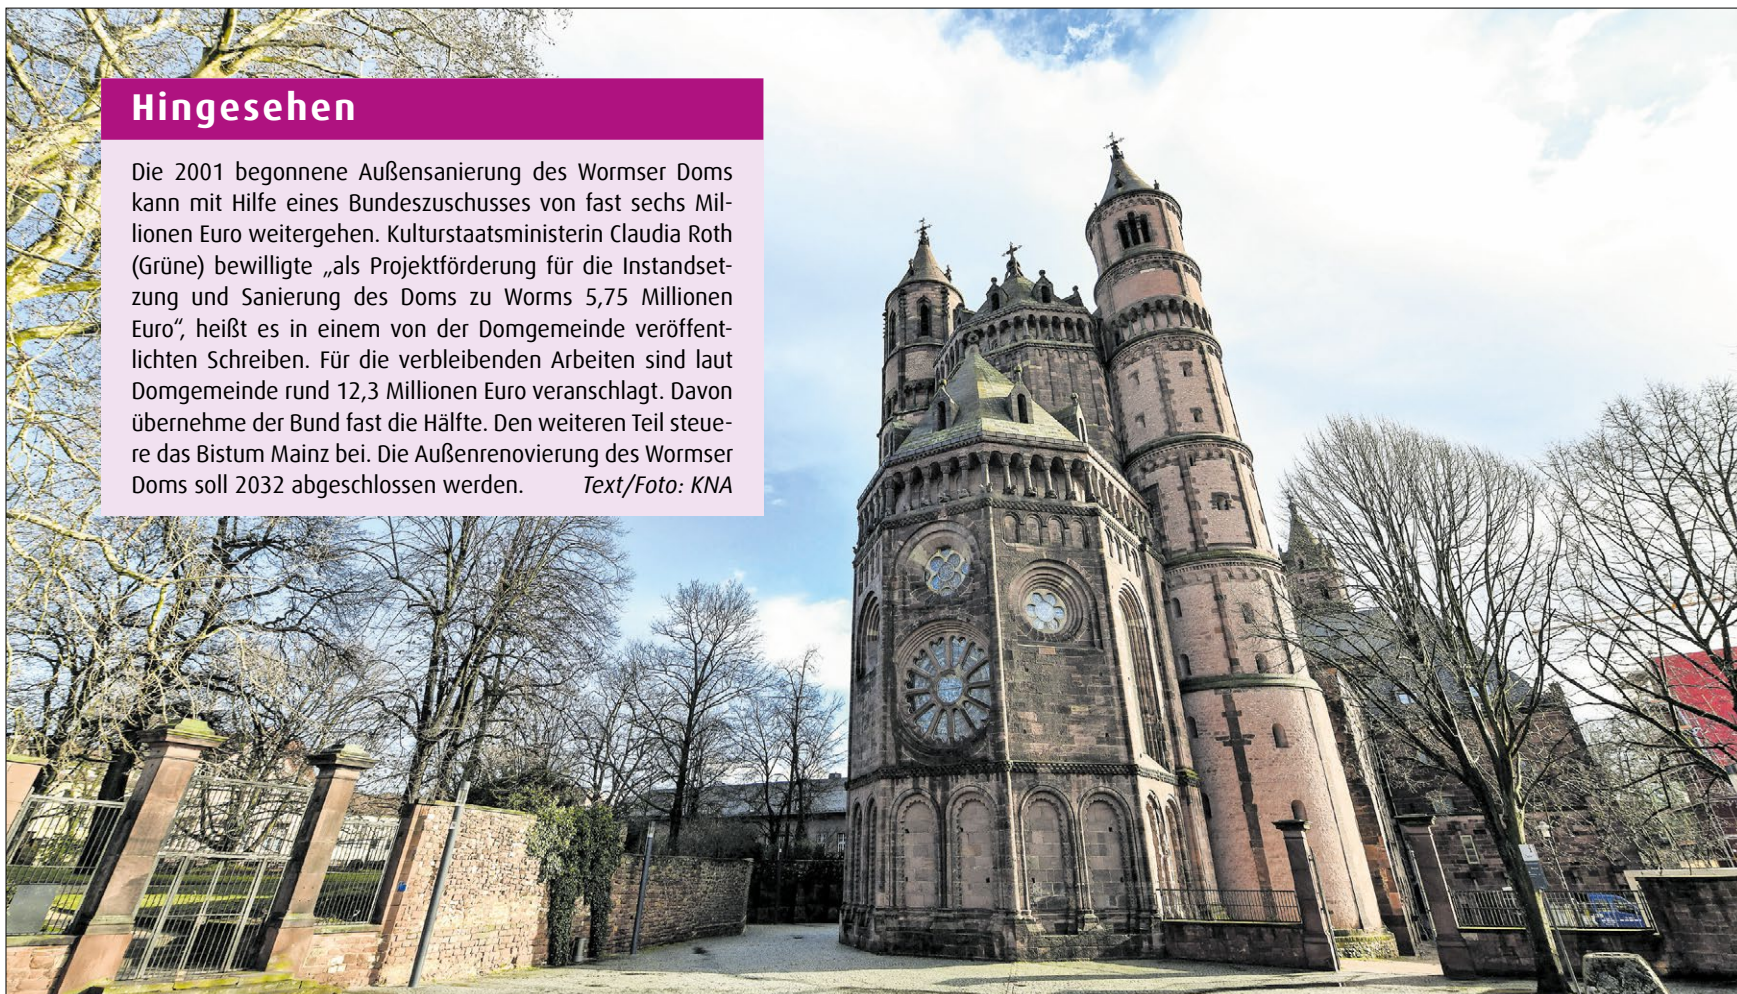 Hingesehen
Die 2001 begonnene Außensanierung des Wormser Doms
kann mit Hilfe eines Bundeszuschusses von fast sechs Mil-
lionen Euro weitergehen. Kulturstaatsministerin Claudia Roth
(Grüne) bewilligte „als Projektförderung für die Instandset-
zung und Sanierung des Doms zu Worms 5,75 Millionen
Euro“, heißt es in einem von der Domgemeinde veröffent-
lichten Schreiben. Für die verbleibenden Arbeiten sind laut
Domgemeinde rund 12,3 Millionen Euro veranschlagt. Davon
übernehme der Bund fast die Hälfte. Den weiteren Teil steue-
re das Bistum Mainz bei. Die Außenrenovierung des Wormser
Doms soll 2032 abgeschlossen werden. Text/Foto: KNA